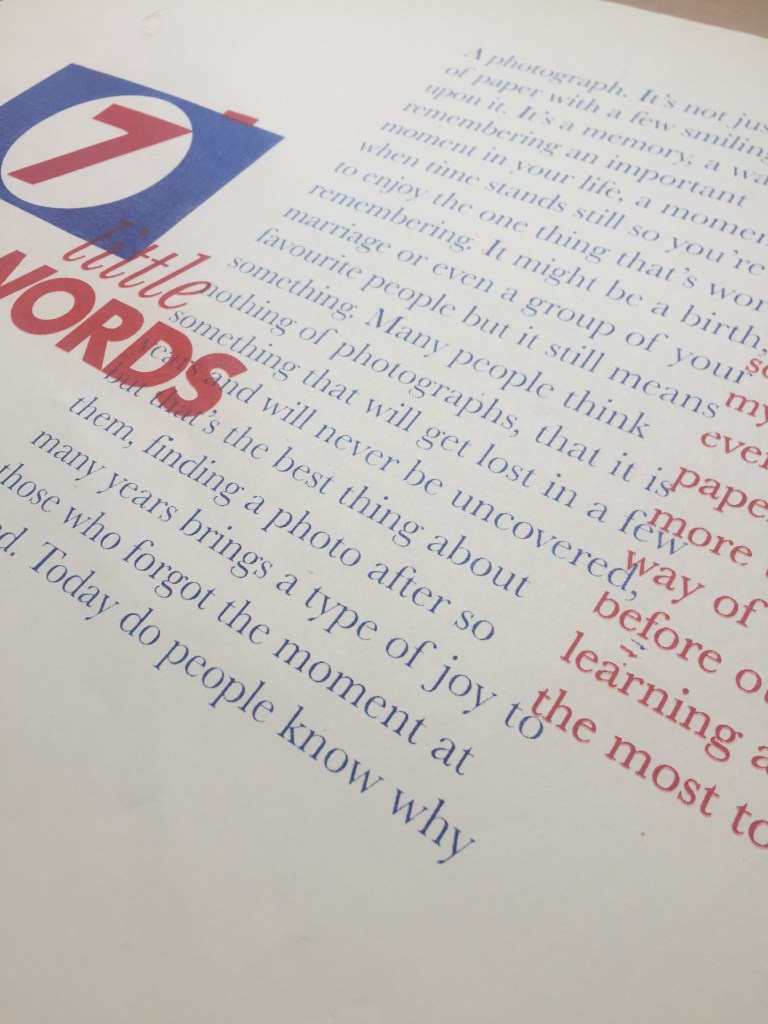 7
little
WORDS
A photograph. It's not jus
of paper with a few smiling
upon it. It's a memory, a wa
remembering an important
moment in your life, a momen
when time stands still so you're
to enjoy the one thing that's wor
remembering. It might be a birth,
marriage or even a group of your
favourite people but it still means
something. Many people think
nothing of photographs, that it is
something that will get lost in a few
years and will never be uncovered,
but that's the best thing about
them, finding a photo after so
many years brings a type of joy to
those who forgot the moment at
d. Today do people know why
so
my
ever
pape
more
way of
before ot
learning a
the most to